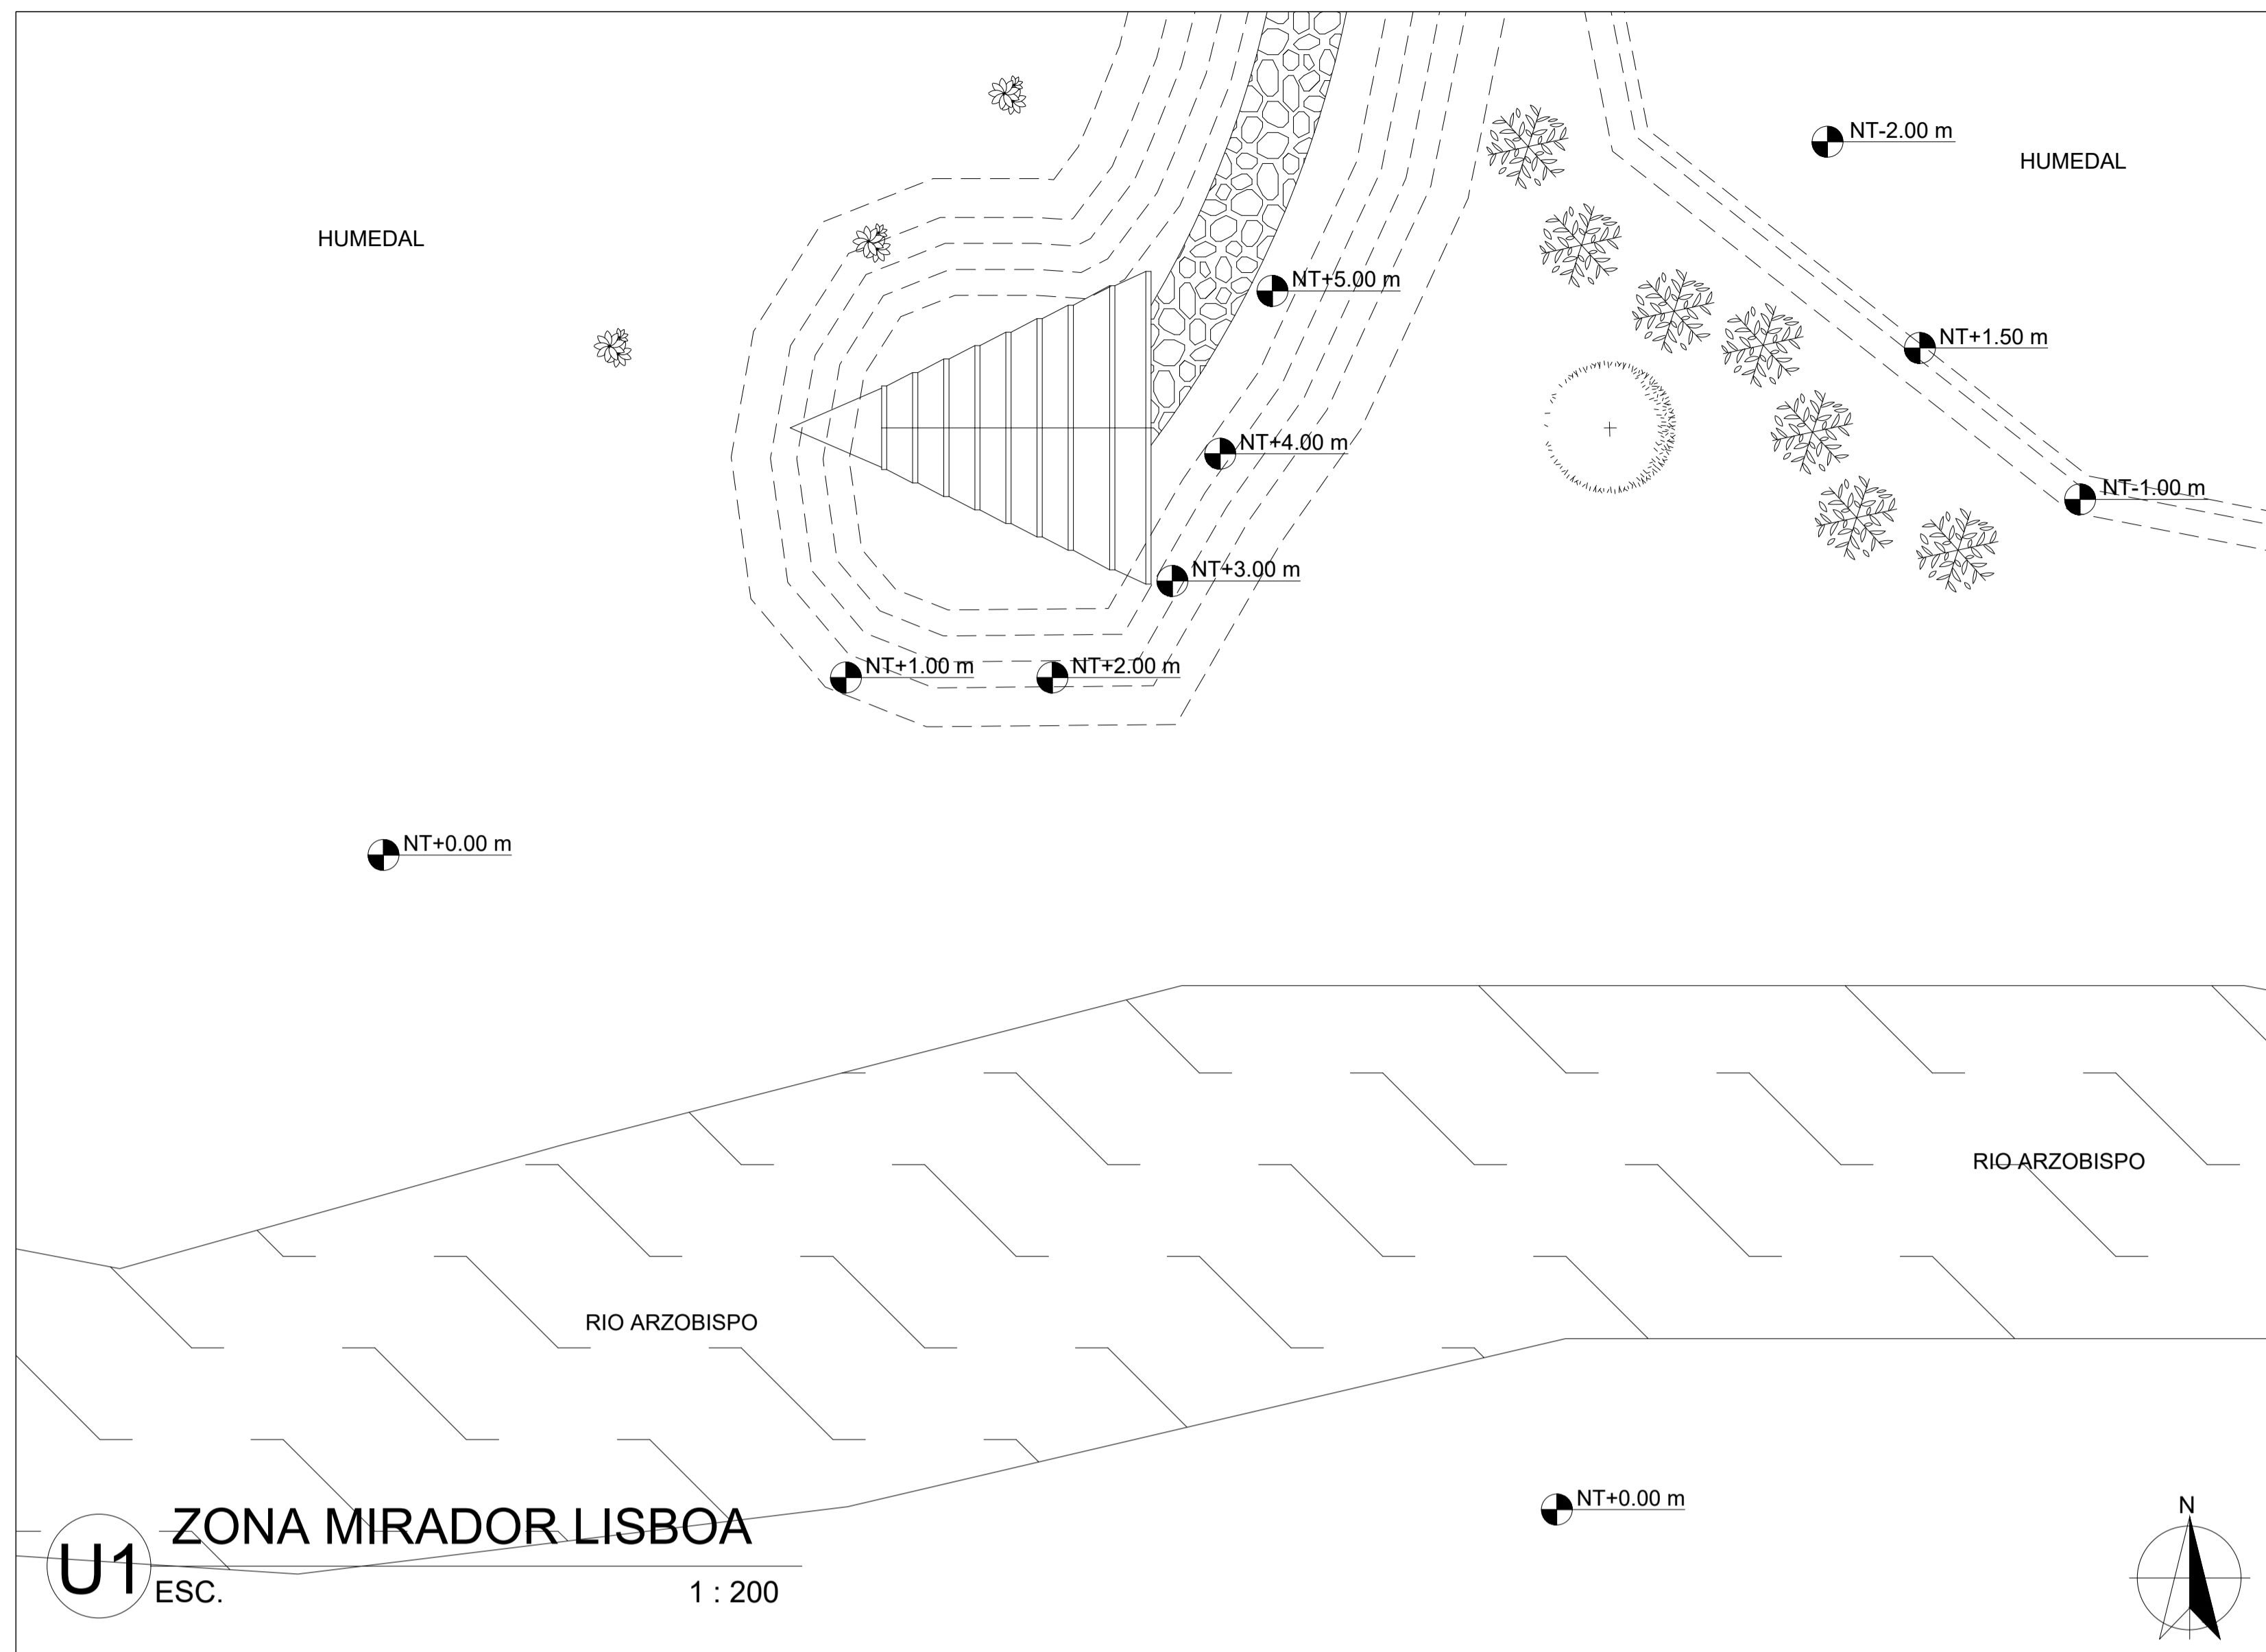 NT-2.00 m
HUMEDAL
HUMEDAL
NT+5.00 m
NT+1.50 m
NT+4.00 m
NT-1.00 m
NT+3.00 m
NT+1.00 m
NT+2.00 m
NT+0.00 m
RIO ARZOBISPO
RIO ARZOBISPO
NT+0.00 m
N
ZONA MIRADOR LISBOA
U1
ESC. 1 : 200